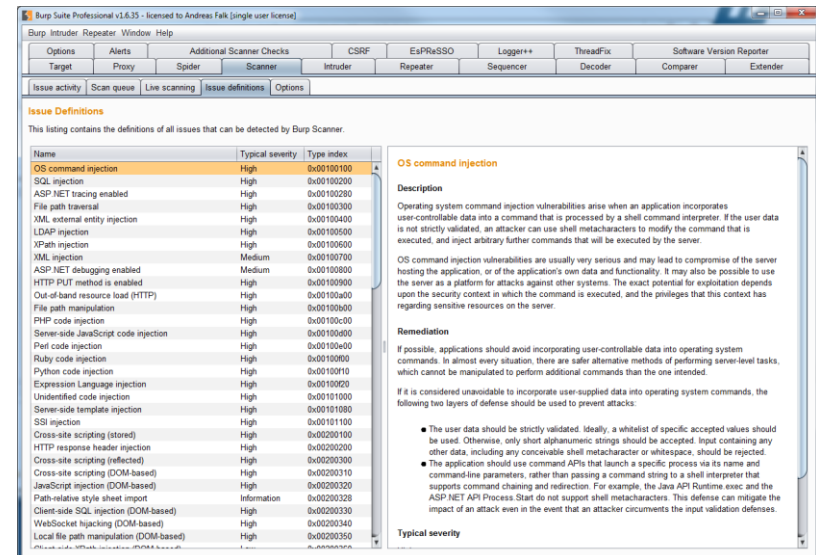 Burp Suite Professional v1.6.35 - licensed to Andreas Falk [single user license]
Burp Intruder Repeater Window Help
Options Alerts Additional Scanner Checks CSRF EsPReSSO Logger++ ThreadFix Software Version Reporter
Target Proxy Spider Scanner Intruder Repeater Sequencer Decoder Comparer Extender
Issue activity Scan queue Live scanning Issue definitions Options
Issue Definitions
This listing contains the definitions of all issues that can be detected by Burp Scanner.
Name Typical severity Type index
OS command injection High 0x00100100
SQL injection High 0x00100200
ASP.NET tracing enabled High 0x00100280
File path traversal High 0x00100300
XML external entity injection High 0x00100400
LDAP injection High 0x00100500
XPath injection High 0x00100600
XML injection Medium 0x00100700
ASP.NET debugging enabled Medium 0x00100800
HTTP PUT method is enabled High 0x00100900
Out-of-band resource load (HTTP) High 0x00100a00
File path manipulation High 0x00100b00
PHP code injection High 0x00100c00
Server-side JavaScript code injection High 0x00100d00
Perl code injection High 0x00100e00
Ruby code injection High 0x00100f00
Python code injection High 0x00100f10
Expression Language injection High 0x00100f20
Unidentified code injection High 0x00101000
Server-side template injection High 0x00101080
SSI injection High 0x00101100
Cross-site scripting (stored) High 0x00200100
HTTP response header injection High 0x00200200
Cross-site scripting (reflected) High 0x00200300
Cross-site scripting (DOM-based) High 0x00200310
JavaScript injection (DOM-based) High 0x00200320
Path-relative style sheet import Information 0x00200328
Client-side SQL injection (DOM-based) High 0x00200330
WebSocket hijacking (DOM-based) High 0x00200340
Local file path manipulation (DOM-based) High 0x00200350
Client-side XPath injection (DOM-based) Low 0x00200360
OS command injection
Description
Operating system command injection vulnerabilities arise when an application incorporates
user-controllable data into a command that is processed by a shell command interpreter. If the user data
is not strictly validated, an attacker can use shell metacharacters to modify the command that is
executed, and inject arbitrary further commands that will be executed by the server.
OS command injection vulnerabilities are usually very serious and may lead to compromise of the server
hosting the application, or of the application's own data and functionality. It may also be possible to use
the server as a platform for attacks against other systems. The exact potential for exploitation depends
upon the security context in which the command is executed, and the privileges that this context has
regarding sensitive resources on the server.
Remediation
If possible, applications should avoid incorporating user-controllable data into operating system
commands. In almost every situation, there are safer alternative methods of performing server-level tasks,
which cannot be manipulated to perform additional commands than the one intended.
If it is considered unavoidable to incorporate user-supplied data into operating system commands, the
following two layers of defense should be used to prevent attacks:
● The user data should be strictly validated. Ideally, a whitelist of specific accepted values should
be used. Otherwise, only short alphanumeric strings should be accepted. Input containing any
other data, including any conceivable shell metacharacter or whitespace, should be rejected.
● The application should use command APIs that launch a specific process via its name and
command-line parameters, rather than passing a command string to a shell interpreter that
supports command chaining and redirection. For example, the Java API Runtime.exec and the
ASP.NET API Process.Start do not support shell metacharacters. This defense can mitigate the
impact of an attack even in the event that an attacker circumvents the input validation defenses.
Typical severity